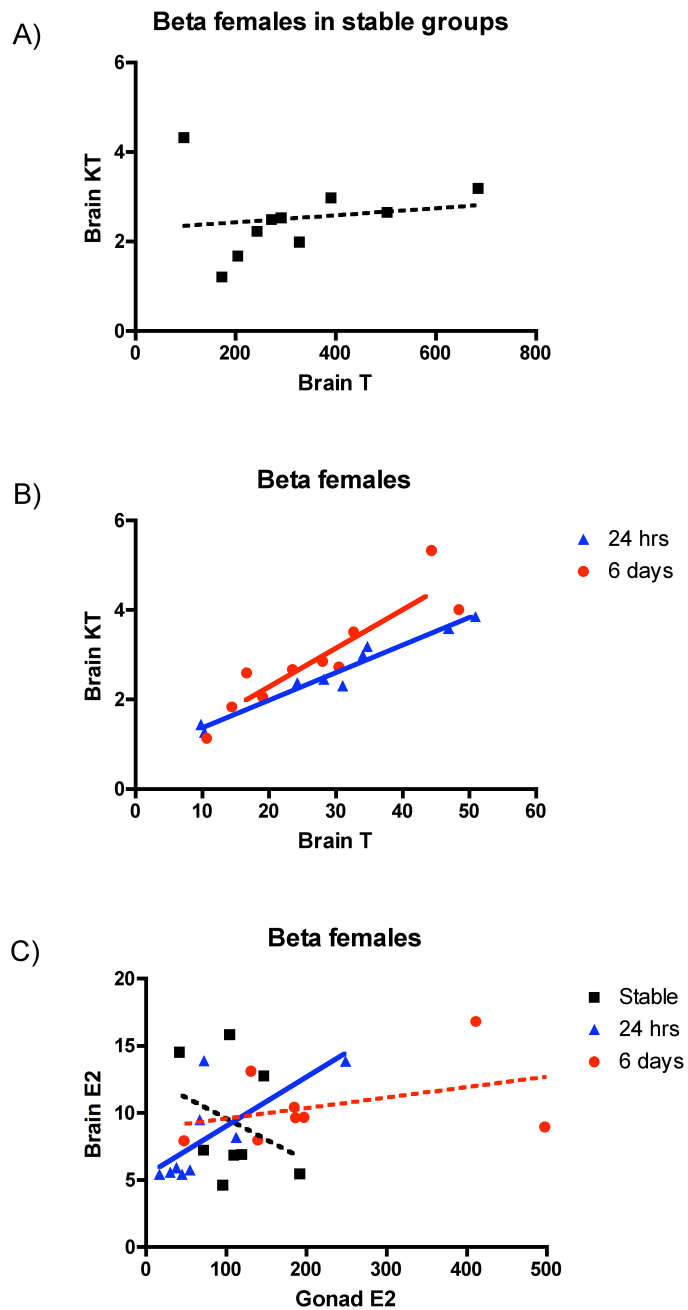 A)
Beta females in stable groups
6
4
2
0
Brain KT
0 200 400 600 800
Brain T
B)
Beta females
6
4
2
0
Brain KT
0 10 20 30 40 50 60
Brain T
24 hrs
6 days
C)
Beta females
20
15
10
5
0
Brain E2
0 100 200 300 400 500
Gonad E2
Stable
24 hrs
6 days